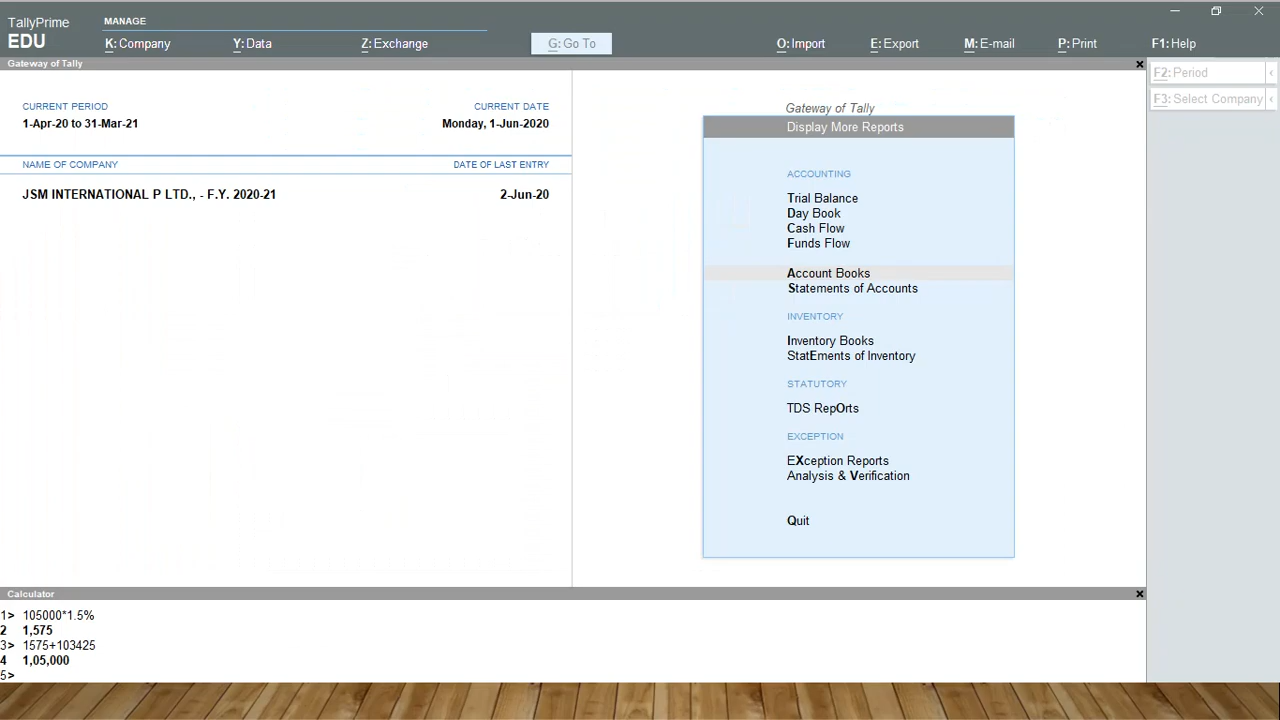 TallyPrime
EDU
MANAGE
K: Company
Y: Data
Z: Exchange
G: Go To
O: Import
E: Export
M: E-mail
P: Print
F1: Help
Gateway of Tally
F2: Period
F3: Select Company
CURRENT PERIOD
CURRENT DATE
1-Apr-20 to 31-Mar-21
Monday, 1-Jun-2020
NAME OF COMPANY
DATE OF LAST ENTRY
JSM INTERNATIONAL P LTD., - F.Y. 2020-21
2-Jun-20
Gateway of Tally
Display More Reports
ACCOUNTING
Trial Balance
Day Book
Cash Flow
Funds Flow
Account Books
Statements of Accounts
INVENTORY
Inventory Books
StatEments of Inventory
STATUTORY
TDS RepOrts
EXCEPTION
EXception Reports
Analysis & Verification
Quit
Calculator
1> 105000*1.5%
2 1,575
3> 1575+103425
4 1,05,000
5>